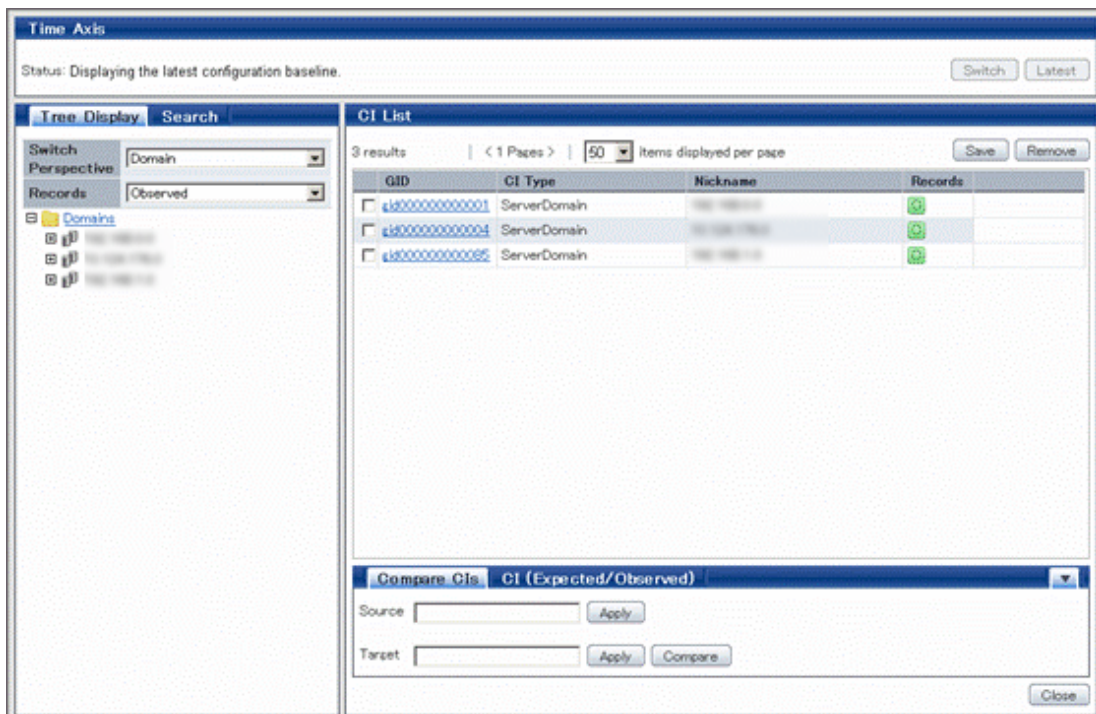 Time Axis
Status: Displaying the latest configuration baseline.
Switch Latest
Tree Display Search
Switch Perspective Domain
Records Observed
Domains
CI List
3 results | < 1 Pages > | 50 Items displayed per page Save Remove
GID CI Type Nickname Records
gid000000000001 ServerDomain
gid000000000004 ServerDomain
gid000000000085 ServerDomain
Compare CIs CI (Expected/Observed)
Source Apply
Target Apply Compare
Close